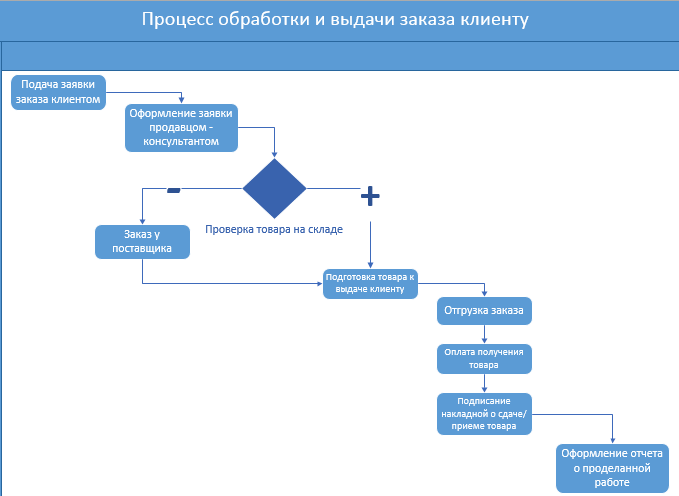 Процесс обработки и выдачи заказа клиенту
Подача заявки
заказа клиентом
Оформление заявки
продавцом -
консультантом
-
+
Проверка товара на складе
Заказ у
поставщика
Подготовка товара к
выдаче клиенту
Отгрузка заказа
Оплата получения
товара
Подписание
накладной о сдаче/
приеме товара
Оформление отчета
о проделанной
работе